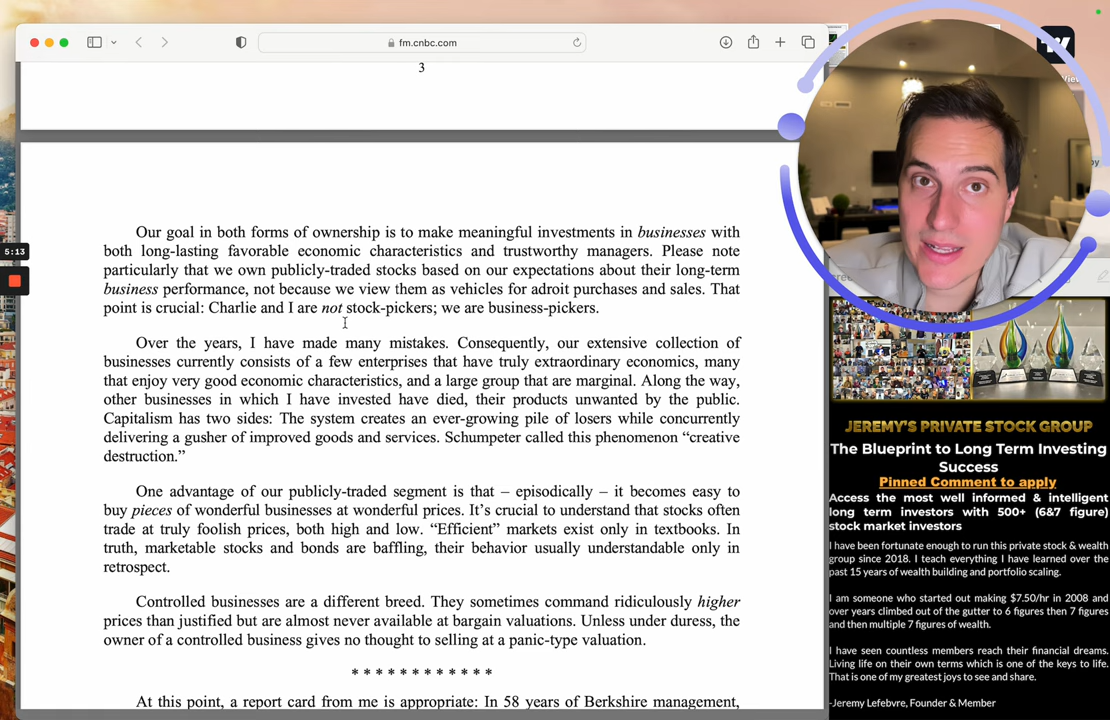 fm.cnbc.com
3
Our goal in both forms of ownership is to make meaningful investments in businesses with
both long-lasting favorable economic characteristics and trustworthy managers. Please note
particularly that we own publicly-traded stocks based on our expectations about their long-term
business performance, not because we view them as vehicles for adroit purchases and sales. That
point is crucial: Charlie and I are not stock-pickers; we are business-pickers.
Over the years, I have made many mistakes. Consequently, our extensive collection of
businesses currently consists of a few enterprises that have truly extraordinary economics, many
that enjoy very good economic characteristics, and a large group that are marginal. Along the way,
other businesses in which I have invested have died, their products unwanted by the public.
Capitalism has two sides: The system creates an ever-growing pile of losers while concurrently
delivering a gusher of improved goods and services. Schumpeter called this phenomenon “creative
destruction.”
One advantage of our publicly-traded segment is that – episodically – it becomes easy to
buy pieces of wonderful businesses at wonderful prices. It’s crucial to understand that stocks often
trade at truly foolish prices, both high and low. “Efficient” markets exist only in textbooks. In
truth, marketable stocks and bonds are baffling, their behavior usually understandable only in
retrospect.
Controlled businesses are a different breed. They sometimes command ridiculously higher
prices than justified but are almost never available at bargain valuations. Unless under duress, the
owner of a controlled business gives no thought to selling at a panic-type valuation.
* * * * * * * * * * * *
At this point, a report card from me is appropriate: In 58 years of Berkshire management,
5:13
JEREMY'S PRIVATE STOCK GROUP
The Blueprint to Long Term Investing
Success
Pinned Comment to apply
Access the most well informed & intelligent
long term investors with 500+ (6&7 figure)
stock market investors
I have been fortunate enough to run this private stock & wealth
group since 2018. I teach everything I have learned over the
past 15 years of wealth building and portfolio scaling.
I am someone who started out making $7.50/hr in 2008 and
over years climbed out of the gutter to 6 figures then 7 figures
and then multiple 7 figures of wealth.
I have seen countless members reach their financial dreams.
Living life on their own terms which is one of the keys to life.
That is one of my greatest joys to see and share.
-Jeremy Lefebvre, Founder & Member